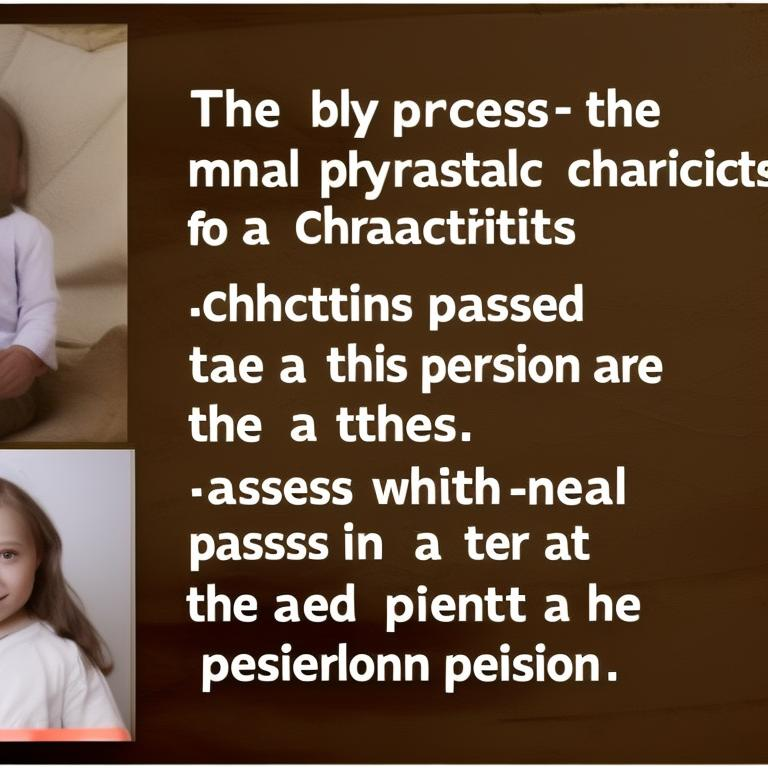 The bly prcess- the
mnal plyrastalc charicicts
fo a Chraactiitits
.chhcttins passed
tae a this persion are
the a tthes.
·assess whith-neal
passss in a ter at
the aed pientt a he
pesierlonn peision.